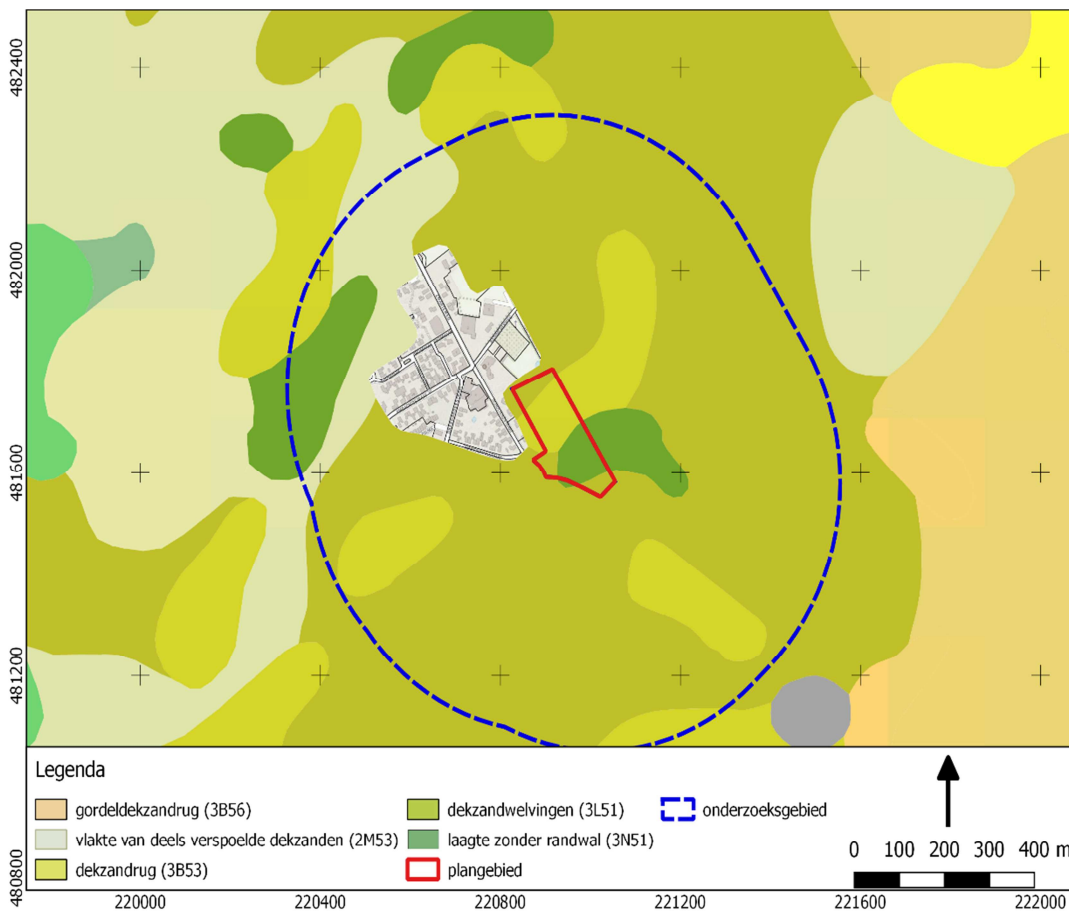 482400
482000
481600
481200
480800
Legenda
gordeldekzandrug (3B56)
vlakte van deels verspoelde dekzanden (2M53)
dekzandrug (3B53)
dekzandwelvingen (3L51)
laagte zonder randwal (3N51)
plangebied
onderzoeksgebied
0 100 200 300 400 m
220000 220400 220800 221200 221600 222000